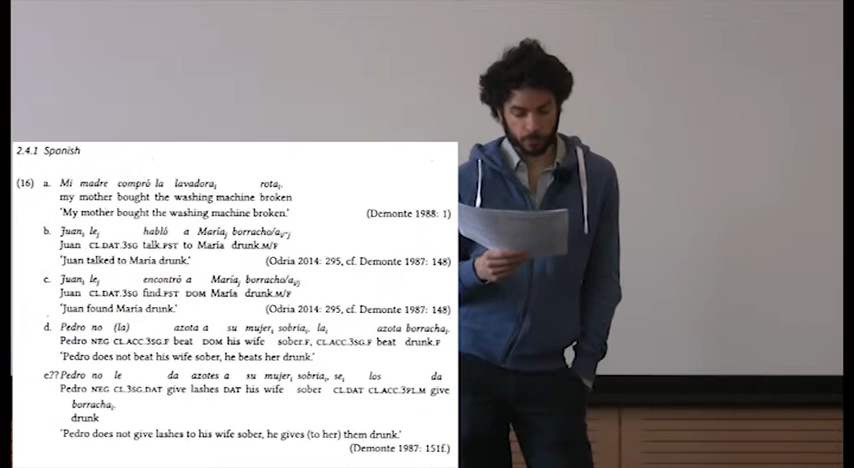 2.4.1 Spanish
(16) a. Mi madre compró la lavadoraᵢ rotaᵢ.
my mother bought the washing machine broken
'My mother bought the washing machine broken.' (Demonte 1988: 1)
b. Juanᵢ leⱼ habló a Maríaⱼ borracho/aᵢ/*ⱼ
Juan CL.DAT.3SG talk.PST to María drunk.M/F
'Juan talked to María drunk.' (Odria 2014: 295, cf. Demonte 1987: 148)
c. Juanᵢ leⱼ encontró a Maríaⱼ borracho/aᵢ/ⱼ
Juan CL.DAT.3SG find.PST DOM María drunk.M/F
'Juan found María drunk.' (Odria 2014: 295, cf. Demonte 1987: 148)
d. Pedro no (la) azota a su mujerᵢ sobriaᵢ, laᵢ azota borrachaᵢ.
Pedro NEG CL.ACC.3SG.F beat DOM his wife sober.F, CL.ACC.3SG.F beat drunk.F
'Pedro does not beat his wife sober, he beats her drunk.'
e.?? Pedro no le da azotes a su mujerᵢ sobriaᵢ, seᵢ los da
Pedro NEG CL.3SG.DAT give lashes DAT his wife sober CL.DAT CL.ACC.3PL.M give
borrachaᵢ.
drunk
'Pedro does not give lashes to his wife sober, he gives (to her) them drunk.'
(Demonte 1987: 151f.)